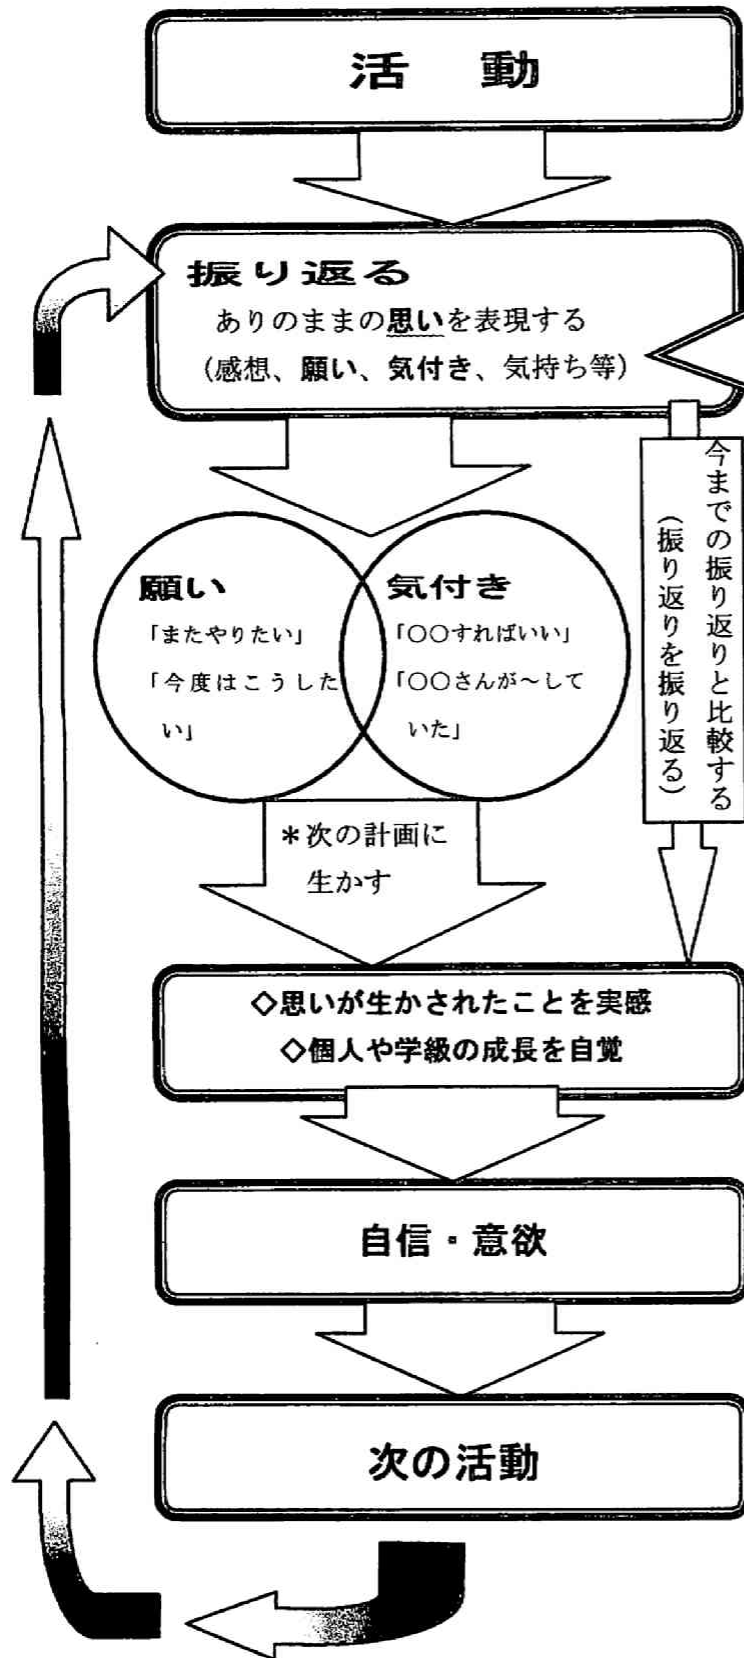 活　動
振り返る
ありのままの思いを表現する
(感想、願い、気付き、気持ち等)
今までの振り返りと比較する
(振り返りを振り返る)
願い
「またやりたい」
「今度はこうした
い」
気付き
「○○すればいい」
「○○さんが～して
いた」
＊次の計画に
生かす
◇思いが生かされたことを実感
◇個人や学級の成長を自覚
自信・意欲
次の活動